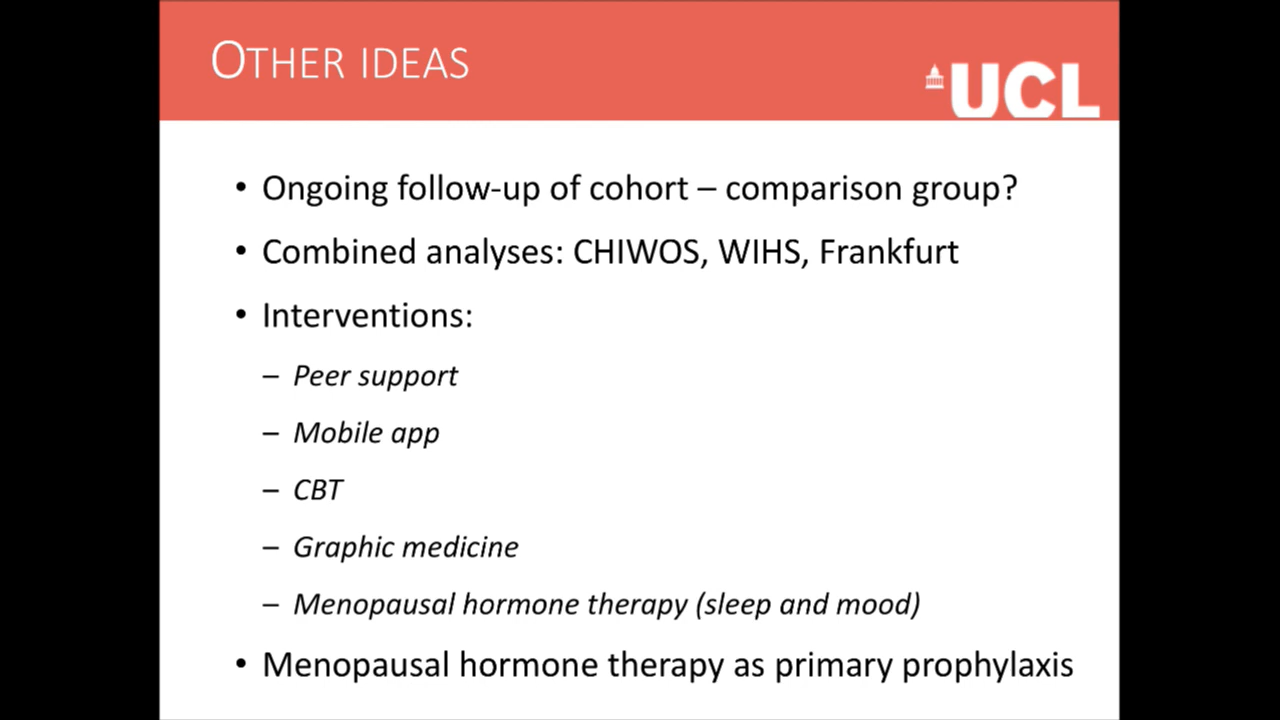 OTHER IDEAS
UCL
• Ongoing follow-up of cohort – comparison group?
• Combined analyses: CHIWOS, WIHS, Frankfurt
• Interventions:
– Peer support
– Mobile app
– CBT
– Graphic medicine
– Menopausal hormone therapy (sleep and mood)
• Menopausal hormone therapy as primary prophylaxis